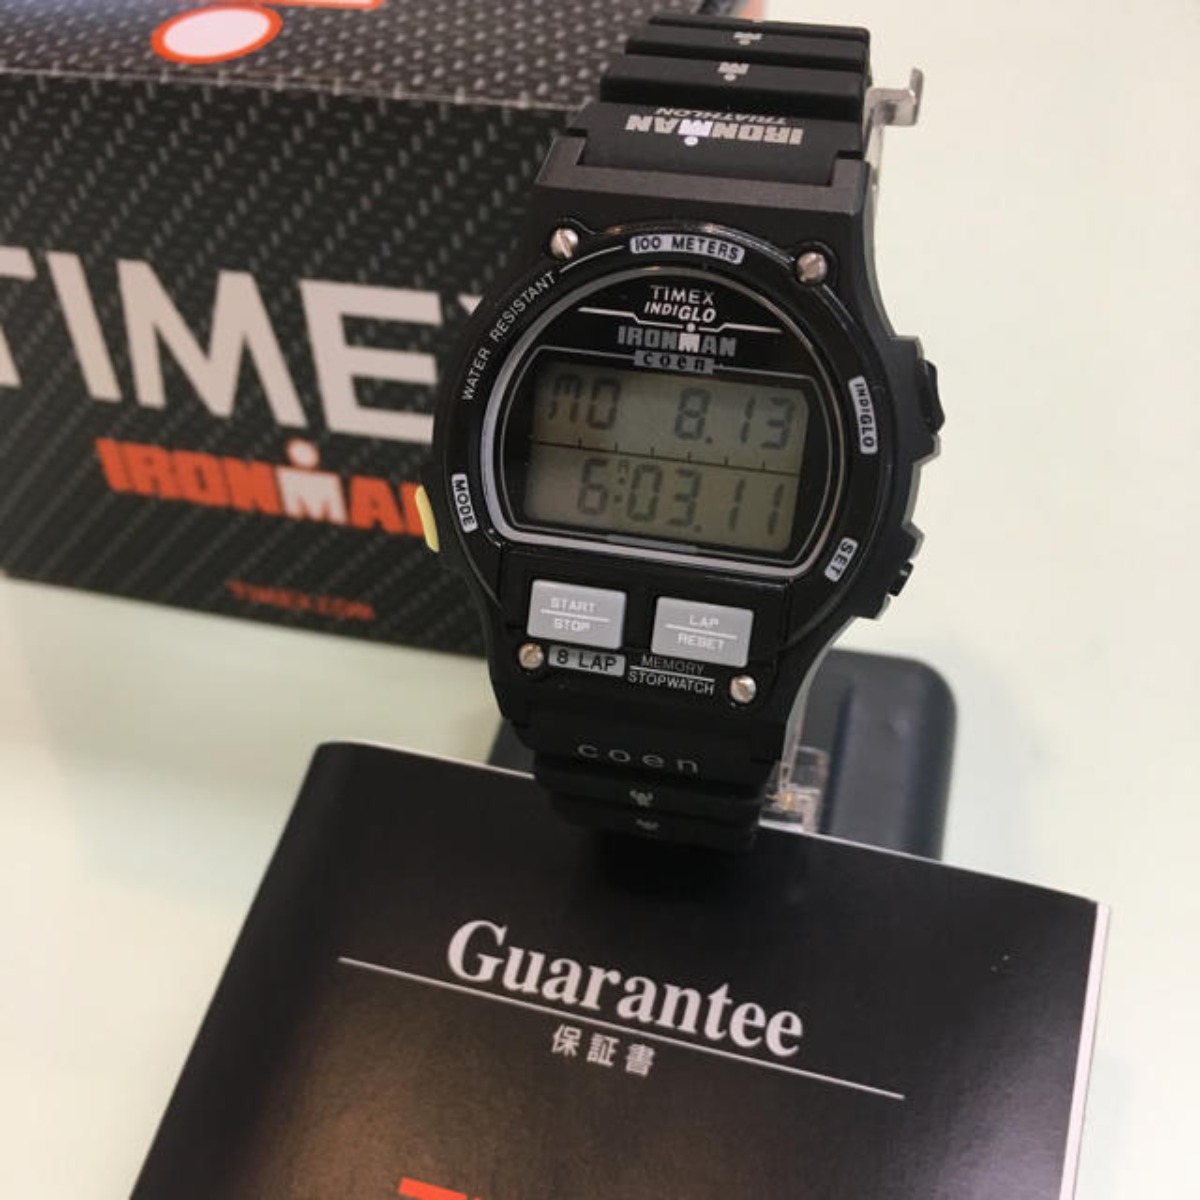 TIMEX
IRONMAN
TIMEX.COM
IRONMAN
TRIATHLON
100 METERS
WATER RESISTANT
TIMEX
INDIGLO
IRONMAN
coen
INDIGLO
MO 8.13
A
6:03.11
MODE
SET
START
STOP
LAP
RESET
8 LAP
MEMORY
STOPWATCH
coen
Guarantee
保証書